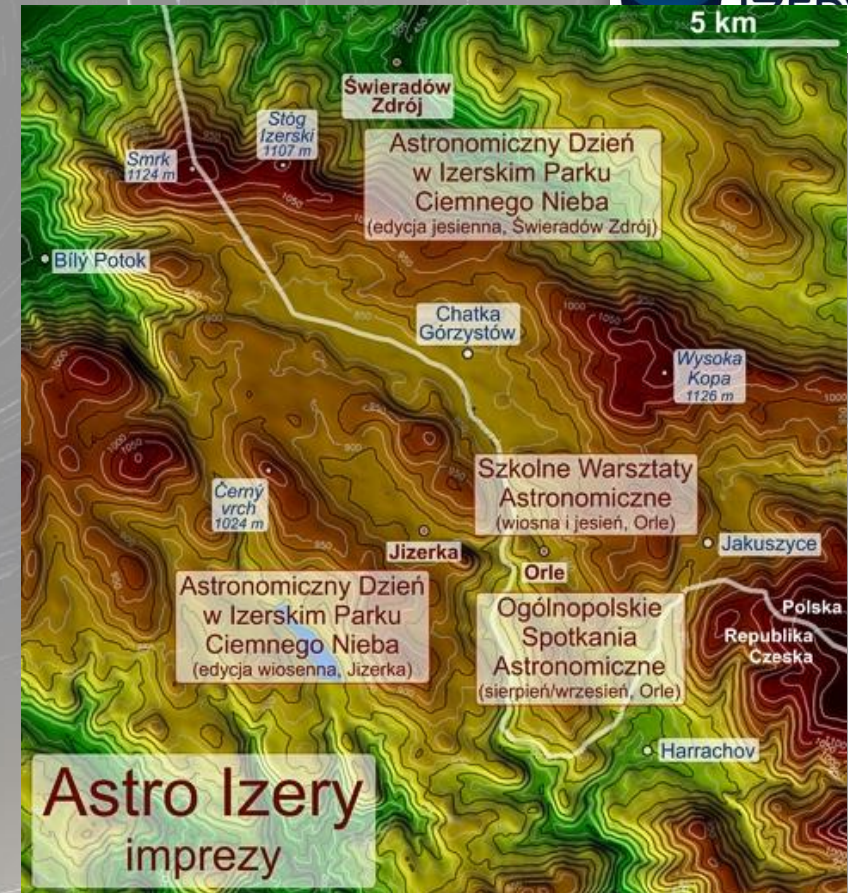 5 km
Świeradów
Zdrój
Stóg
Izerski
1107 m
Smrk
1124 m
Astronomiczny Dzień
w Izerskim Parku
Ciemnego Nieba
(edycja jesienna, Świeradów Zdrój)
Bílý Potok
Chatka
Górzystów
Wysoka
Kopa
1126 m
Szkolne Warsztaty
Astronomiczne
(wiosna i jesień, Orle)
Černý
vrch
1024 m
Jizerka
Orle
Jakuszyce
Astronomiczny Dzień
w Izerskim Parku
Ciemnego Nieba
(edycja wiosenna, Jizerka)
Ogólnopolskie
Spotkania
Astronomiczne
(sierpień/wrzesień, Orle)
Polska
Republika
Czeska
Harrachov
Astro Izery
imprezy